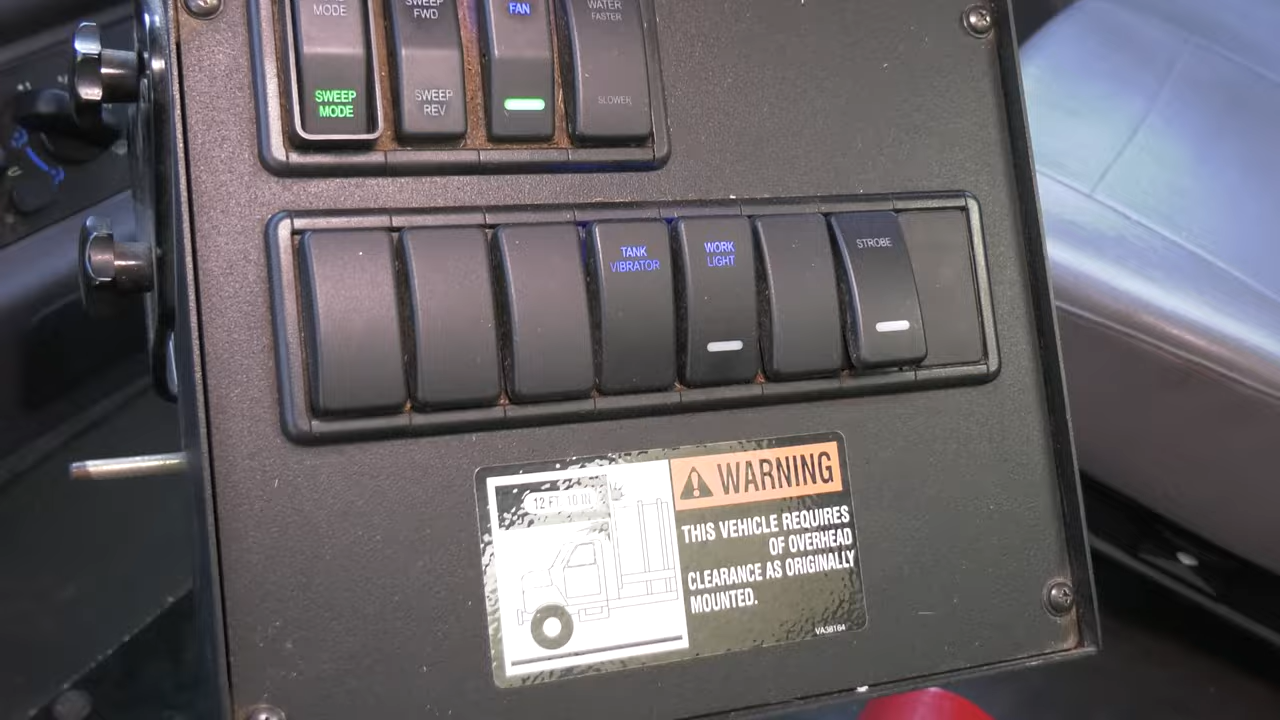 MODE
SWEEP
FWD
FAN
WATER
FASTER
SWEEP
MODE
SWEEP
REV
SLOWER
TANK
VIBRATOR
WORK
LIGHT
STROBE
12 FT. 10 IN
WARNING
THIS VEHICLE REQUIRES
OF OVERHEAD
CLEARANCE AS ORIGINALLY
MOUNTED.
VA38164